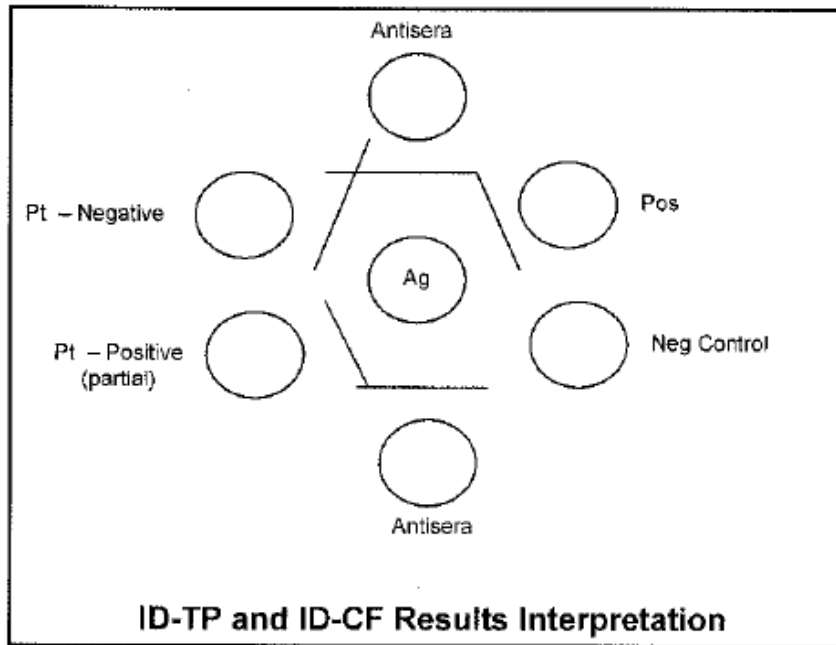 Antisera
Pt – Negative
Pos
Ag
Pt – Positive
(partial)
Neg Control
Antisera
ID-TP and ID-CF Results Interpretation